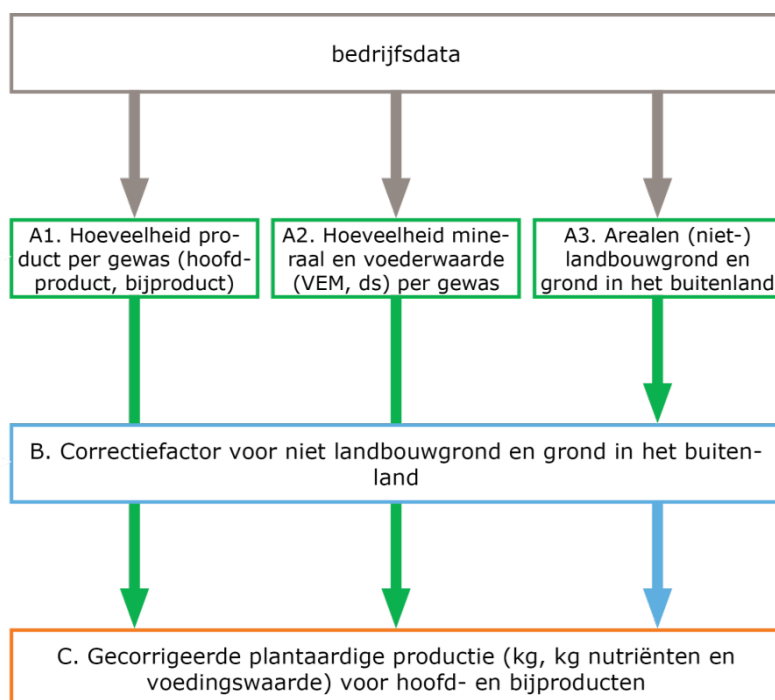 bedrijfsdata
A1. Hoeveelheid pro-
duct per gewas (hoofd-
product, bijproduct)
A2. Hoeveelheid mine-
raal en voederwaarde
(VEM, ds) per gewas
A3. Arealen (niet-)
landbouwgrond en
grond in het buitenland
B. Correctiefactor voor niet landbouwgrond en grond in het buiten-
land
C. Gecorrigeerde plantaardige productie (kg, kg nutriënten en
voedingswaarde) voor hoofd- en bijproducten